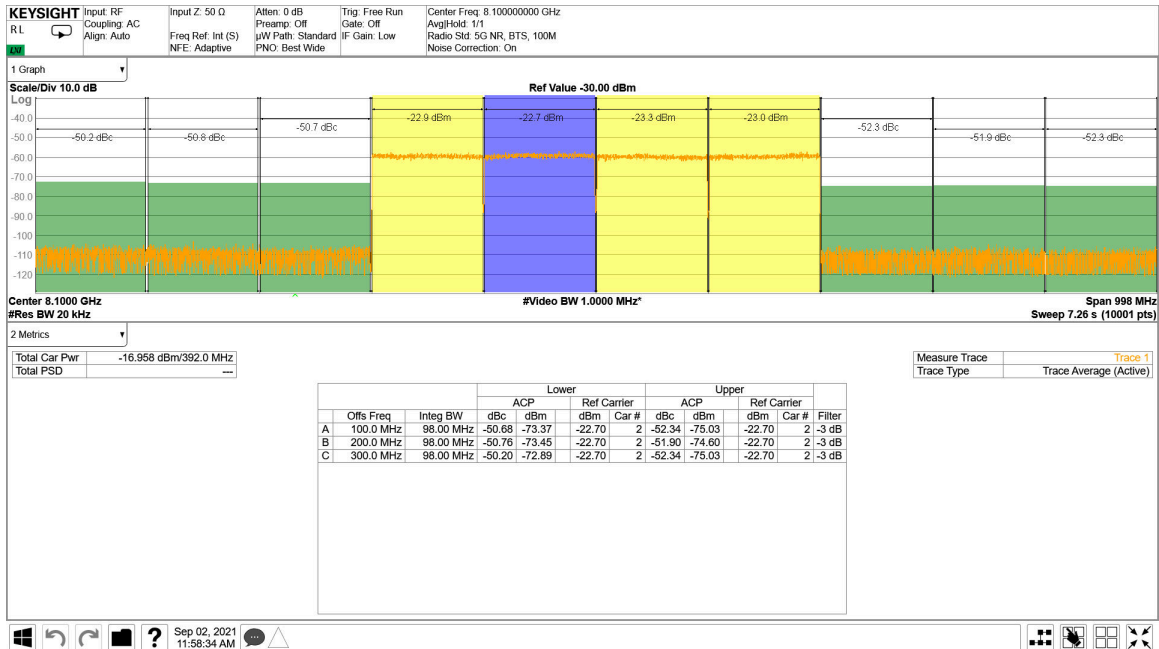 KEYSIGHT Input: RF Input Z: 50 Ω Atten: 0 dB Trig: Free Run Center Freq: 8.100000000 GHz
RL Coupling: AC Preamp: Off Gate: Off Avg|Hold: 1/1
Align: Auto Freq Ref: Int (S) µW Path: Standard IF Gain: Low Radio Std: 5G NR, BTS, 100M
LXI NFE: Adaptive PNO: Best Wide Noise Correction: On
1 Graph
Scale/Div 10.0 dB Ref Value -30.00 dBm
Log
-40.0 -22.9 dBm -22.7 dBm -23.3 dBm -23.0 dBm
-50.7 dBc -52.3 dBc
-50.0 -50.2 dBc -50.8 dBc -51.9 dBc -52.3 dBc
-60.0
-70.0
-80.0
-90.0
-100
-110
-120
Center 8.1000 GHz #Video BW 1.0000 MHz* Span 998 MHz
#Res BW 20 kHz Sweep 7.26 s (10001 pts)
2 Metrics
Total Car Pwr -16.958 dBm/392.0 MHz Measure Trace Trace 1
Total PSD --- Trace Type Trace Average (Active)
Lower Upper
ACP Ref Carrier ACP Ref Carrier
Offs Freq Integ BW dBc dBm dBm Car # dBc dBm dBm Car # Filter
A 100.0 MHz 98.00 MHz -50.68 -73.37 -22.70 2 -52.34 -75.03 -22.70 2 -3 dB
B 200.0 MHz 98.00 MHz -50.76 -73.45 -22.70 2 -51.90 -74.60 -22.70 2 -3 dB
C 300.0 MHz 98.00 MHz -50.20 -72.89 -22.70 2 -52.34 -75.03 -22.70 2 -3 dB
? Sep 02, 2021
11:58:34 AM